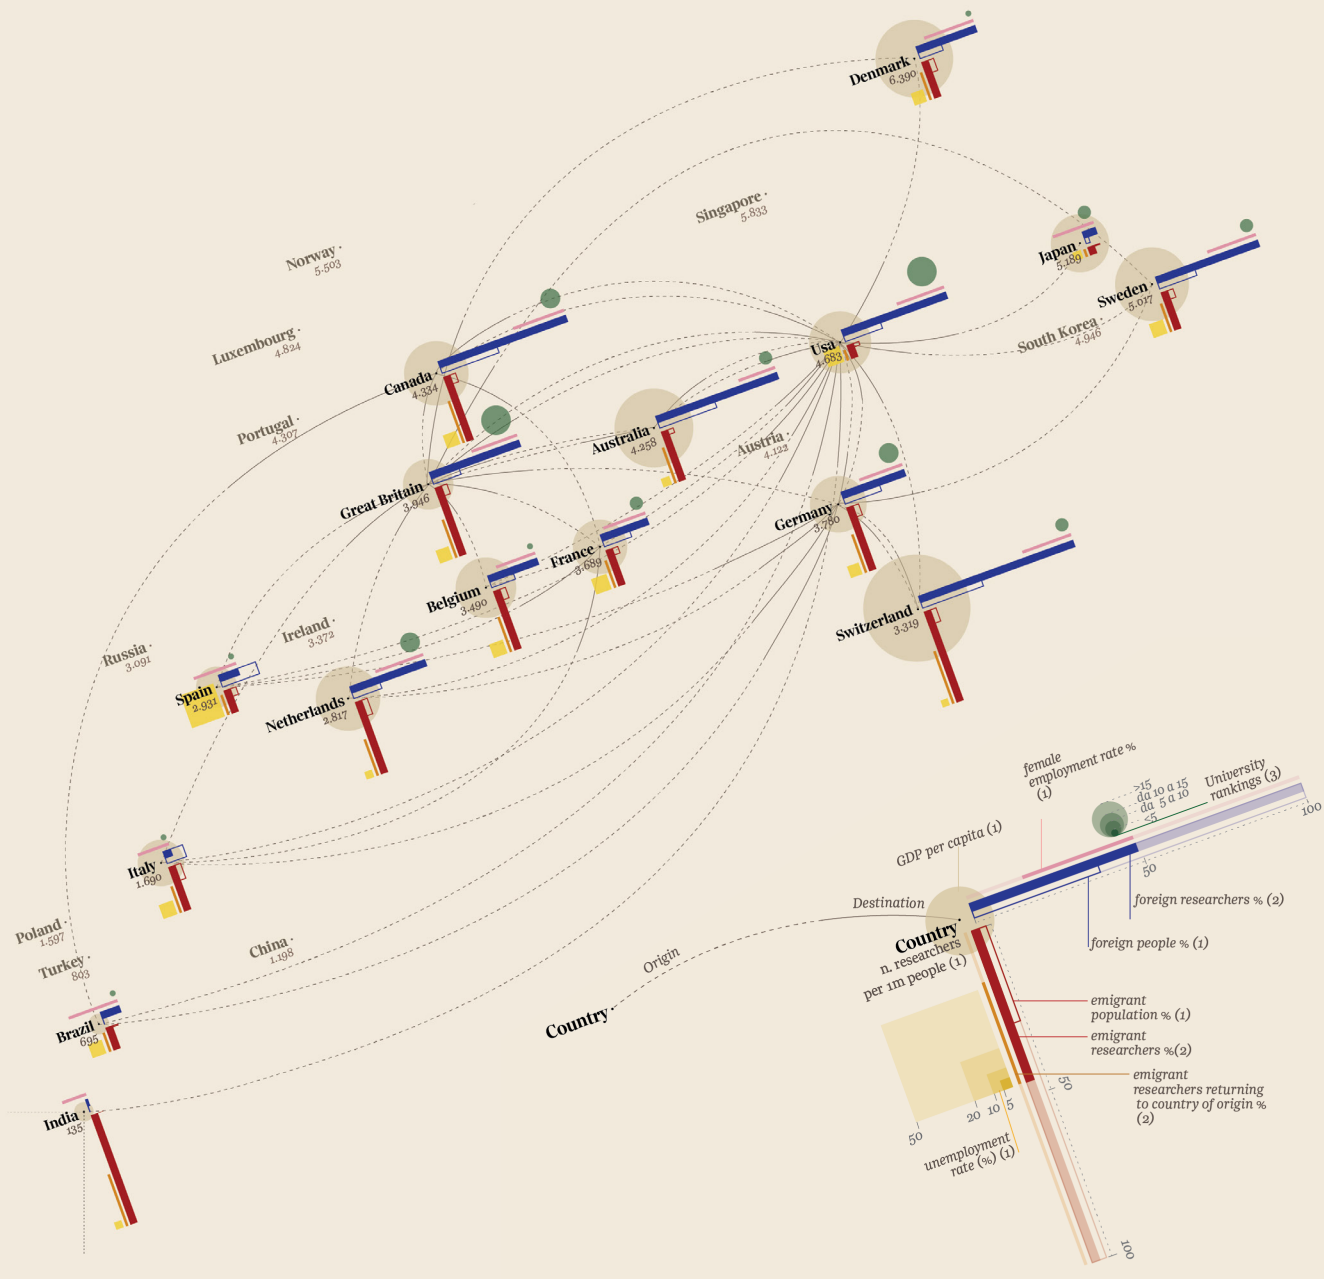 Denmark
6.390
Singapore
5.833
Norway
5.503
Japan
5.189
Sweden
5.017
South Korea
4.946
Luxembourg
4.824
Usa
4.683
Canada
4.334
Portugal
4.307
Australia
4.258
Austria
4.122
Great Britain
3.946
Germany
3.780
France
3.689
Belgium
3.490
Ireland
3.372
Switzerland
3.319
Russia
3.091
Spain
2.931
Netherlands
2.817
Italy
1.690
Poland
1.597
China
1.198
Turkey
803
Brazil
695
India
135
female
employment rate %
(1)
>15
da 10 a 15
da 5 a 10
<5
University
rankings (3)
100
50
GDP per capita (1)
Destination
foreign researchers % (2)
foreign people % (1)
Country
n. researchers
per 1m people (1)
Origin
Country
emigrant
population % (1)
emigrant
researchers %(2)
emigrant
researchers returning
to country of origin %
(2)
50
50
20
10
5
unemployment
rate (%) (1)
100